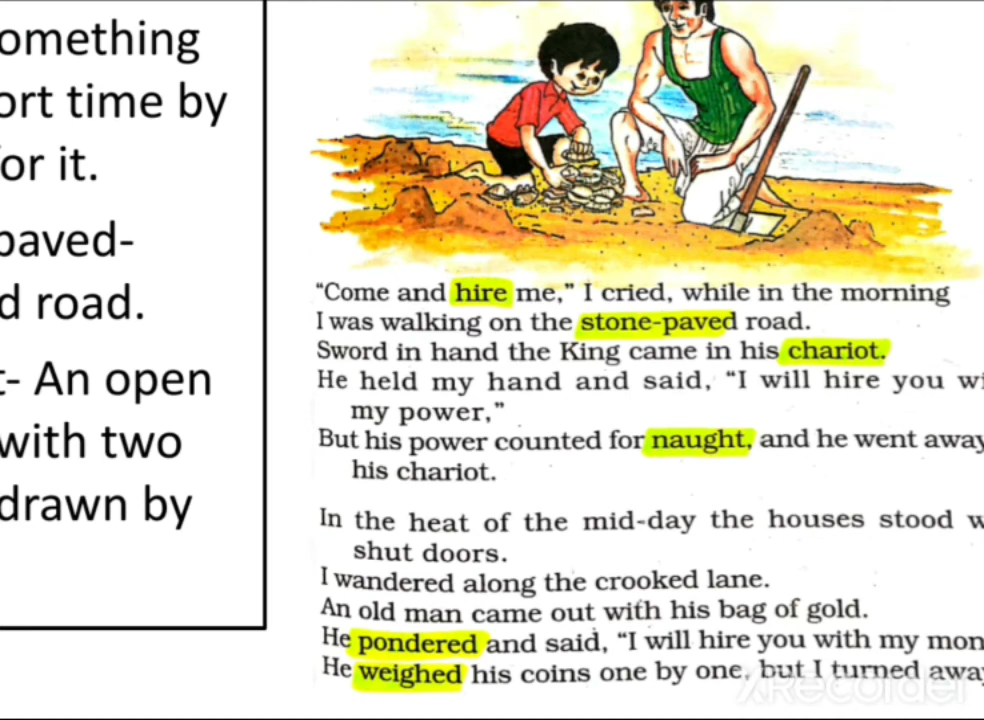 omething
ort time by
for it.
paved-
d road.
t- An open
with two
drawn by
“Come and hire me,” I cried, while in the morning
I was walking on the stone-paved road.
Sword in hand the King came in his chariot.
He held my hand and said, “I will hire you wi
my power,”
But his power counted for naught, and he went away
his chariot.
In the heat of the mid-day the houses stood w
shut doors.
I wandered along the crooked lane.
An old man came out with his bag of gold.
He pondered and said, “I will hire you with my mon
He weighed his coins one by one, but I turned away
XRecorder